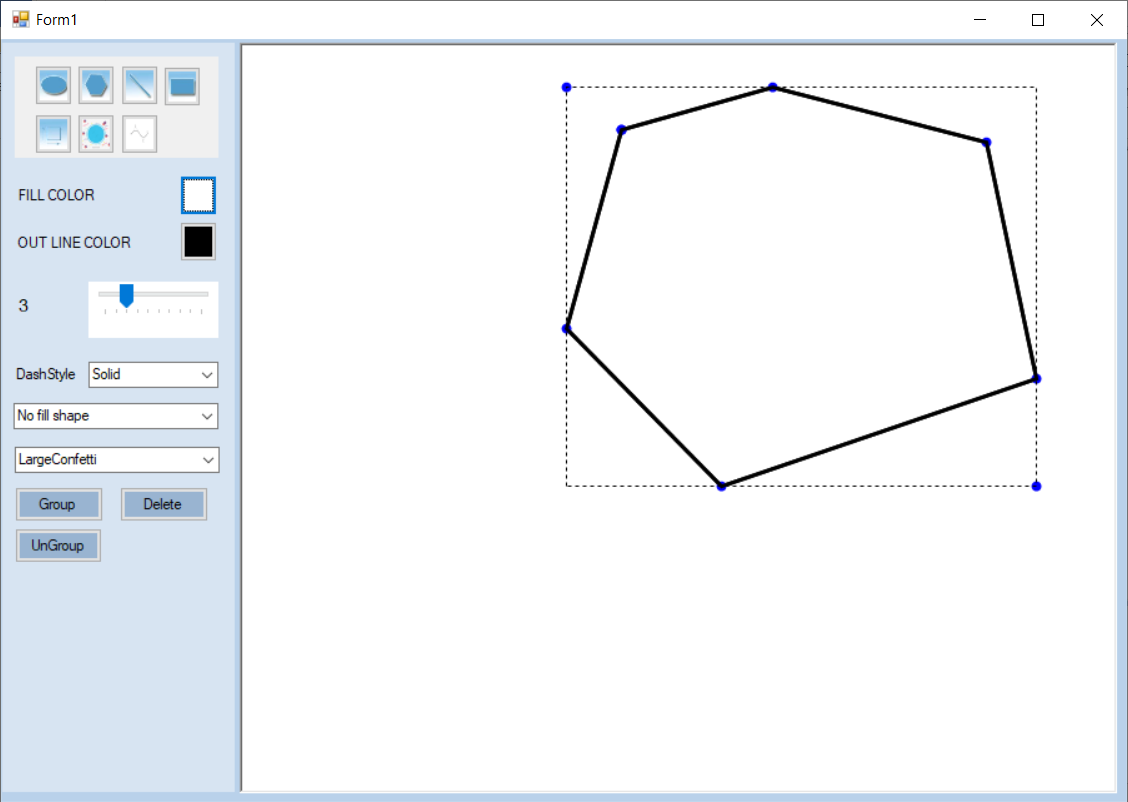 Form1
FILL COLOR
OUT LINE COLOR
3
DashStyle Solid
No fill shape
LargeConfetti
Group Delete
UnGroup